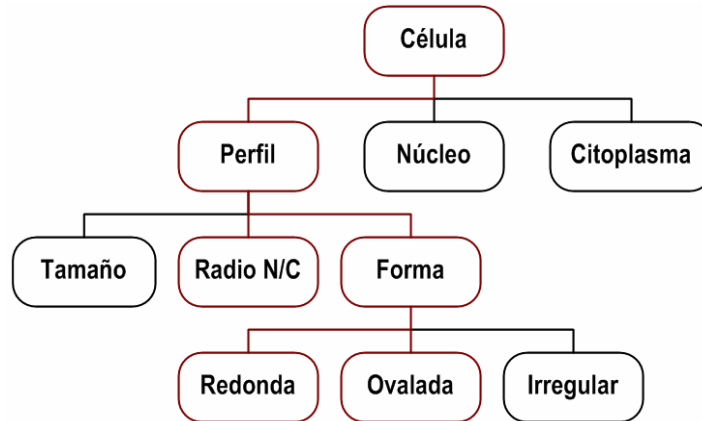 Célula
Perfil
Núcleo
Citoplasma
Tamaño
Radio N/C
Forma
Redonda
Ovalada
Irregular